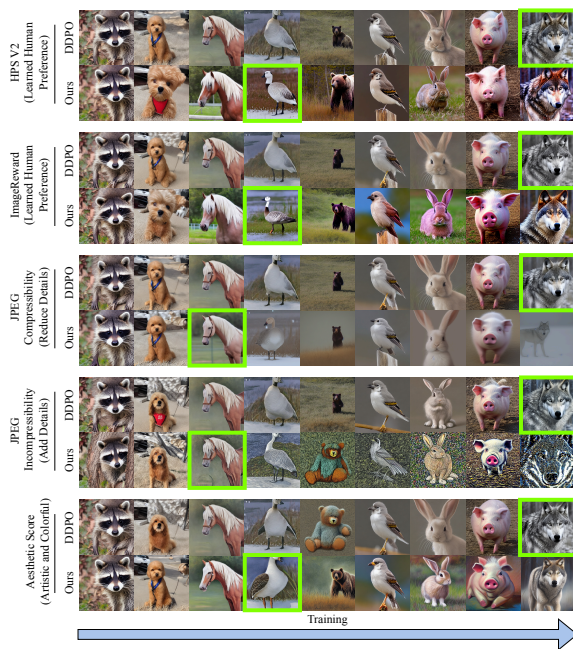 HPS V2
(Learned Human
Preference)
DDPO
Ours
ImageReward
(Learned Human
Preference)
DDPO
Ours
JPEG
Compressibility
(Reduce Details)
DDPO
Ours
JPEG
Incompressibility
(Add Details)
DDPO
Ours
Aesthetic Score
(Artistic and Colorful)
DDPO
Ours
Training